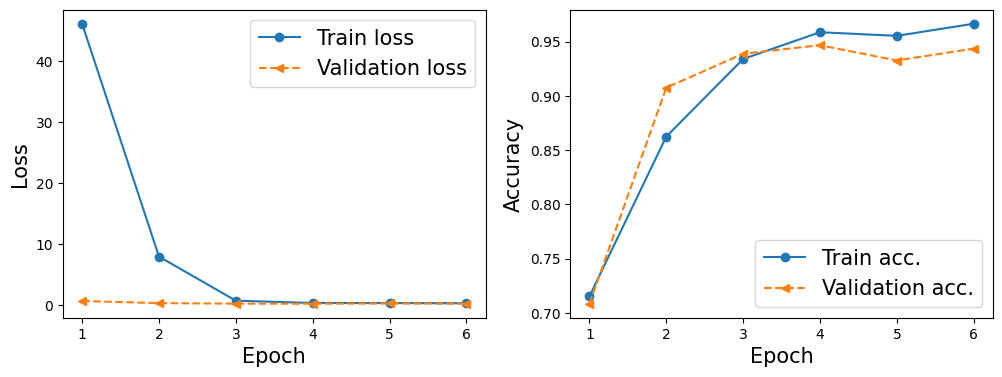 Train loss
Validation loss
Loss
40
30
20
10
0
1 2 3 4 5 6
Epoch
Accuracy
0.95
0.90
0.85
0.80
0.75
0.70
Train acc.
Validation acc.
1 2 3 4 5 6
Epoch